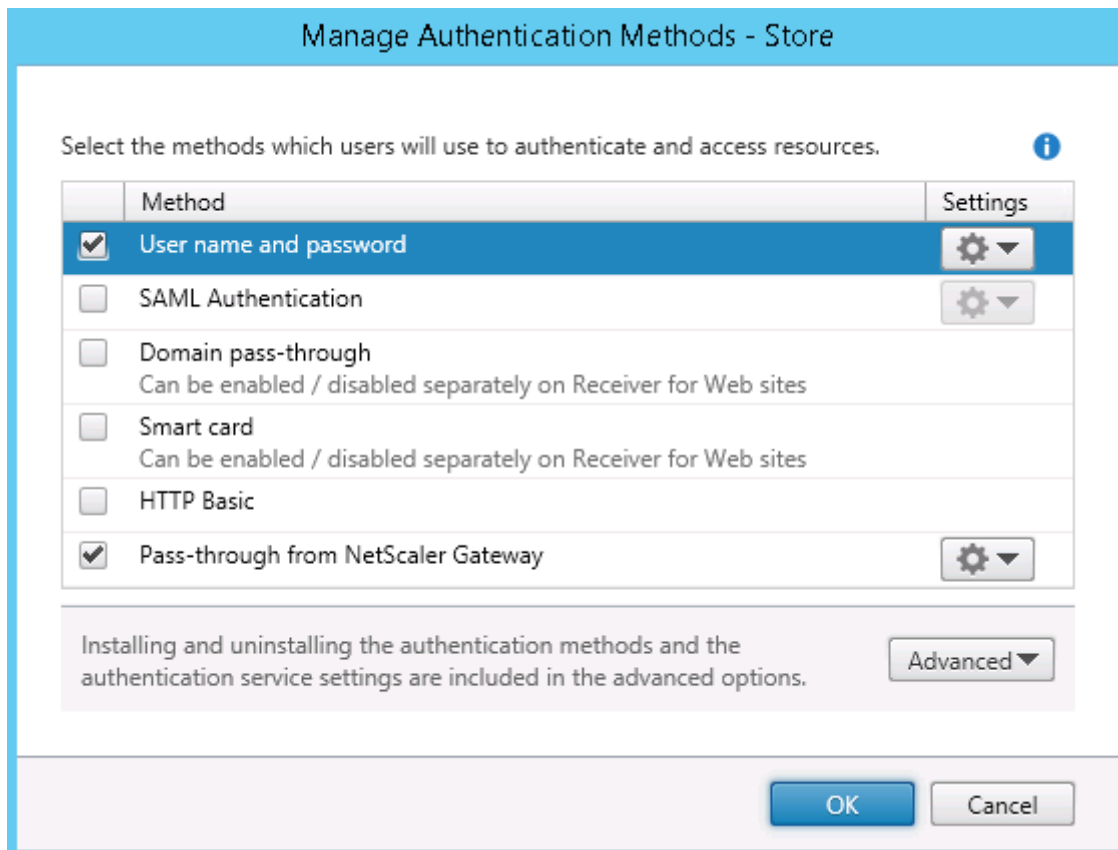 Manage Authentication Methods - Store
Select the methods which users will use to authenticate and access resources.
Method Settings
User name and password
SAML Authentication
Domain pass-through
Can be enabled / disabled separately on Receiver for Web sites
Smart card
Can be enabled / disabled separately on Receiver for Web sites
HTTP Basic
Pass-through from NetScaler Gateway
Installing and uninstalling the authentication methods and the
authentication service settings are included in the advanced options.
Advanced
OK Cancel